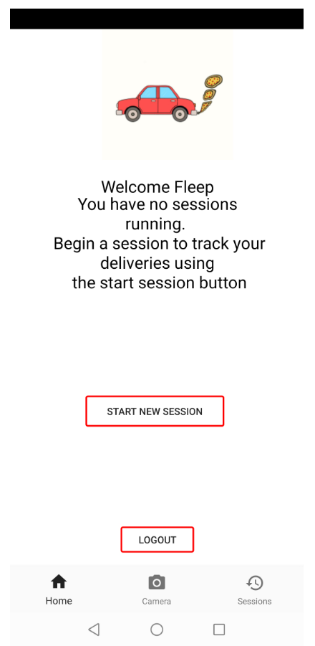 Welcome Fleep
You have no sessions
running.
Begin a session to track your
deliveries using
the start session button
START NEW SESSION
LOGOUT
Home
Camera
Sessions